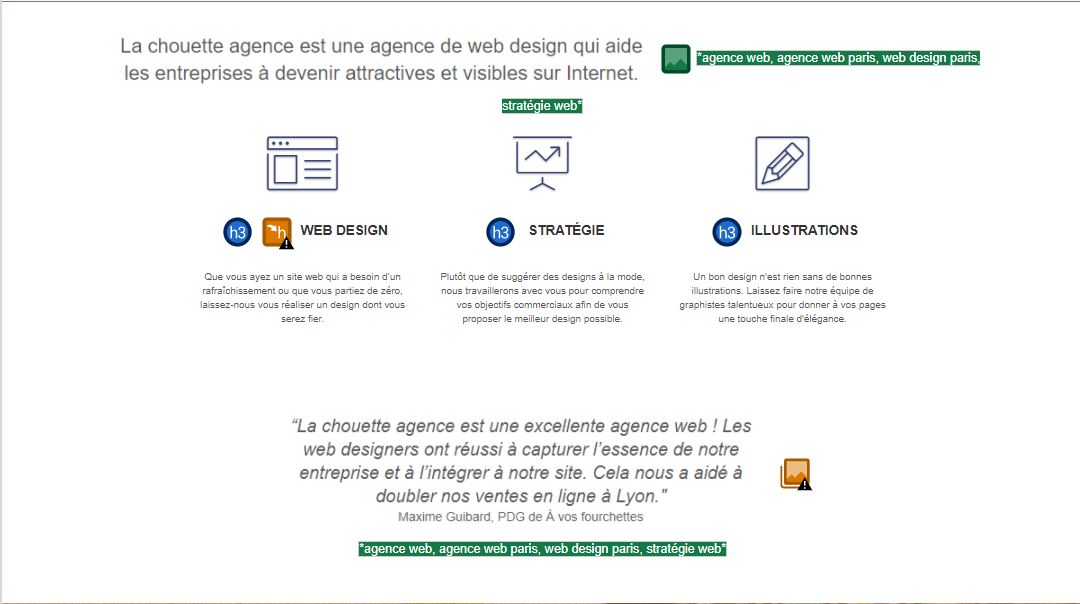 La chouette agence est une agence de web design qui aide
les entreprises à devenir attractives et visibles sur Internet.
*agence web, agence web paris, web design paris,
stratégie web*
h3 h WEB DESIGN
h3 STRATÉGIE
h3 ILLUSTRATIONS
Que vous ayez un site web qui a besoin d'un
rafraîchissement ou que vous partiez de zéro,
laissez-nous vous réaliser un design dont vous
serez fier.
Plutôt que de suggérer des designs à la mode,
nous travaillerons avec vous pour comprendre
vos objectifs commerciaux afin de vous
proposer le meilleur design possible.
Un bon design n'est rien sans de bonnes
illustrations. Laissez faire notre équipe de
graphistes talentueux pour donner à vos pages
une touche finale d'élégance.
“La chouette agence est une excellente agence web ! Les
web designers ont réussi à capturer l’essence de notre
entreprise et à l’intégrer à notre site. Cela nous a aidé à
doubler nos ventes en ligne à Lyon."
Maxime Guibard, PDG de À vos fourchettes
*agence web, agence web paris, web design paris, stratégie web*